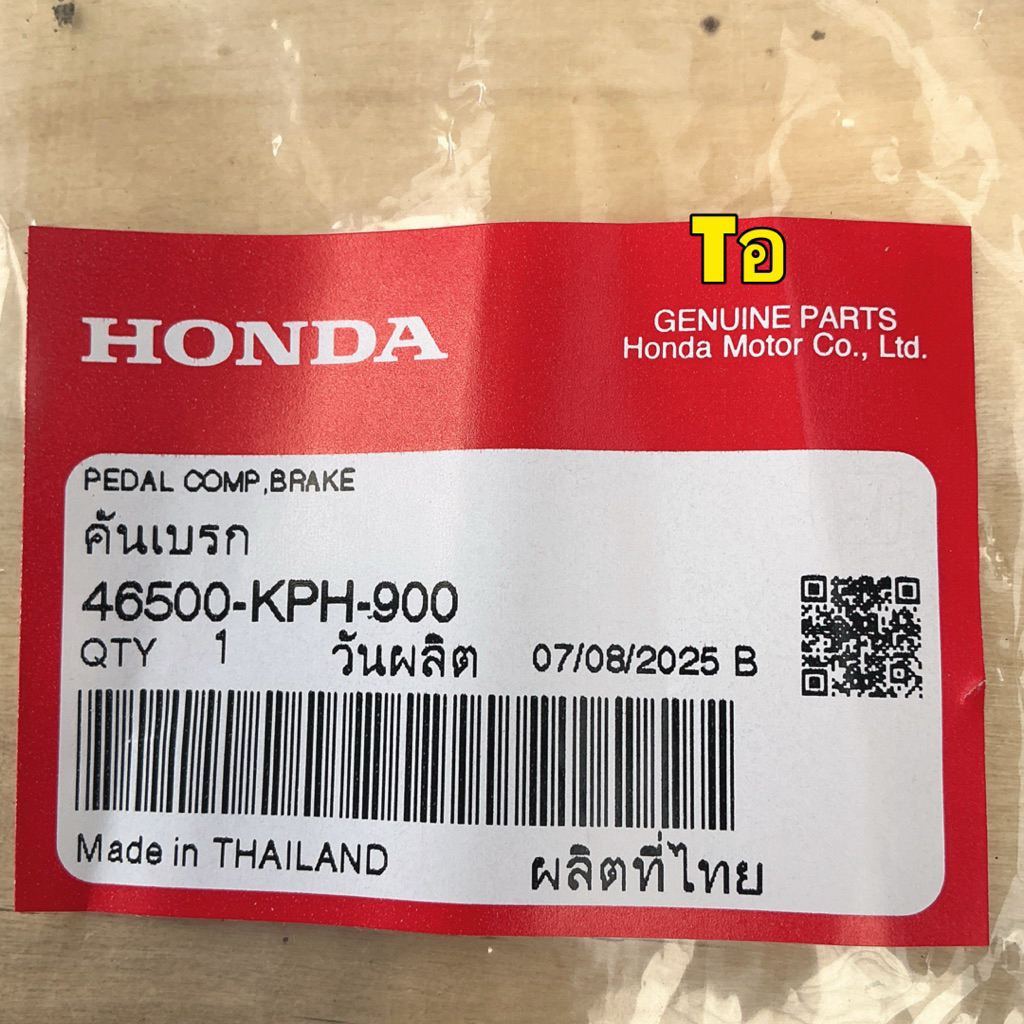 Tอ
HONDA
GENUINE PARTS
Honda Motor Co., Ltd.
PEDAL COMP,BRAKE
คันเบรก
46500-KPH-900
QTY 1 วันผลิต 07/08/2025 B
Made in THAILAND ผลิตที่ไทย